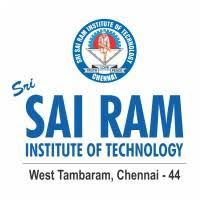 SRI SAI RAM INSTITUTE OF TECHNOLOGY
CHENNAI
Sri
SAI RAM
INSTITUTE OF TECHNOLOGY
West Tambaram, Chennai - 44